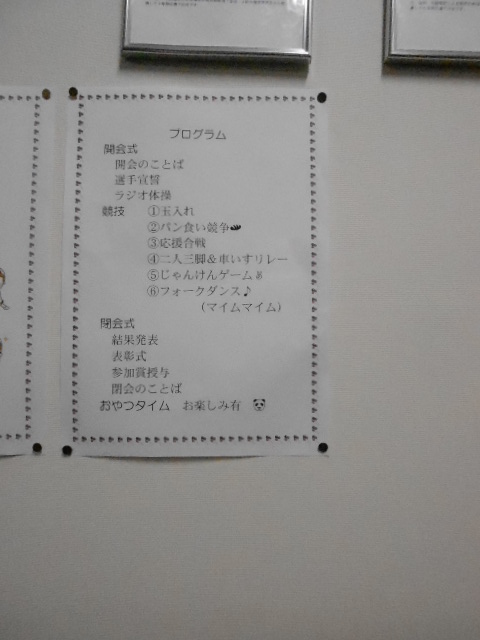 プログラム
開会式
開会のことば
選手宣誓
ラジオ体操
競技 ①玉入れ
②パン食い競争
③応援合戦
④二人三脚&車いすリレー
⑤じゃんけんゲーム✌
⑥フォークダンス♪
(マイムマイム)
閉会式
結果発表
表彰式
参加賞授与
閉会のことば
おやつタイム お楽しみ有 🐼